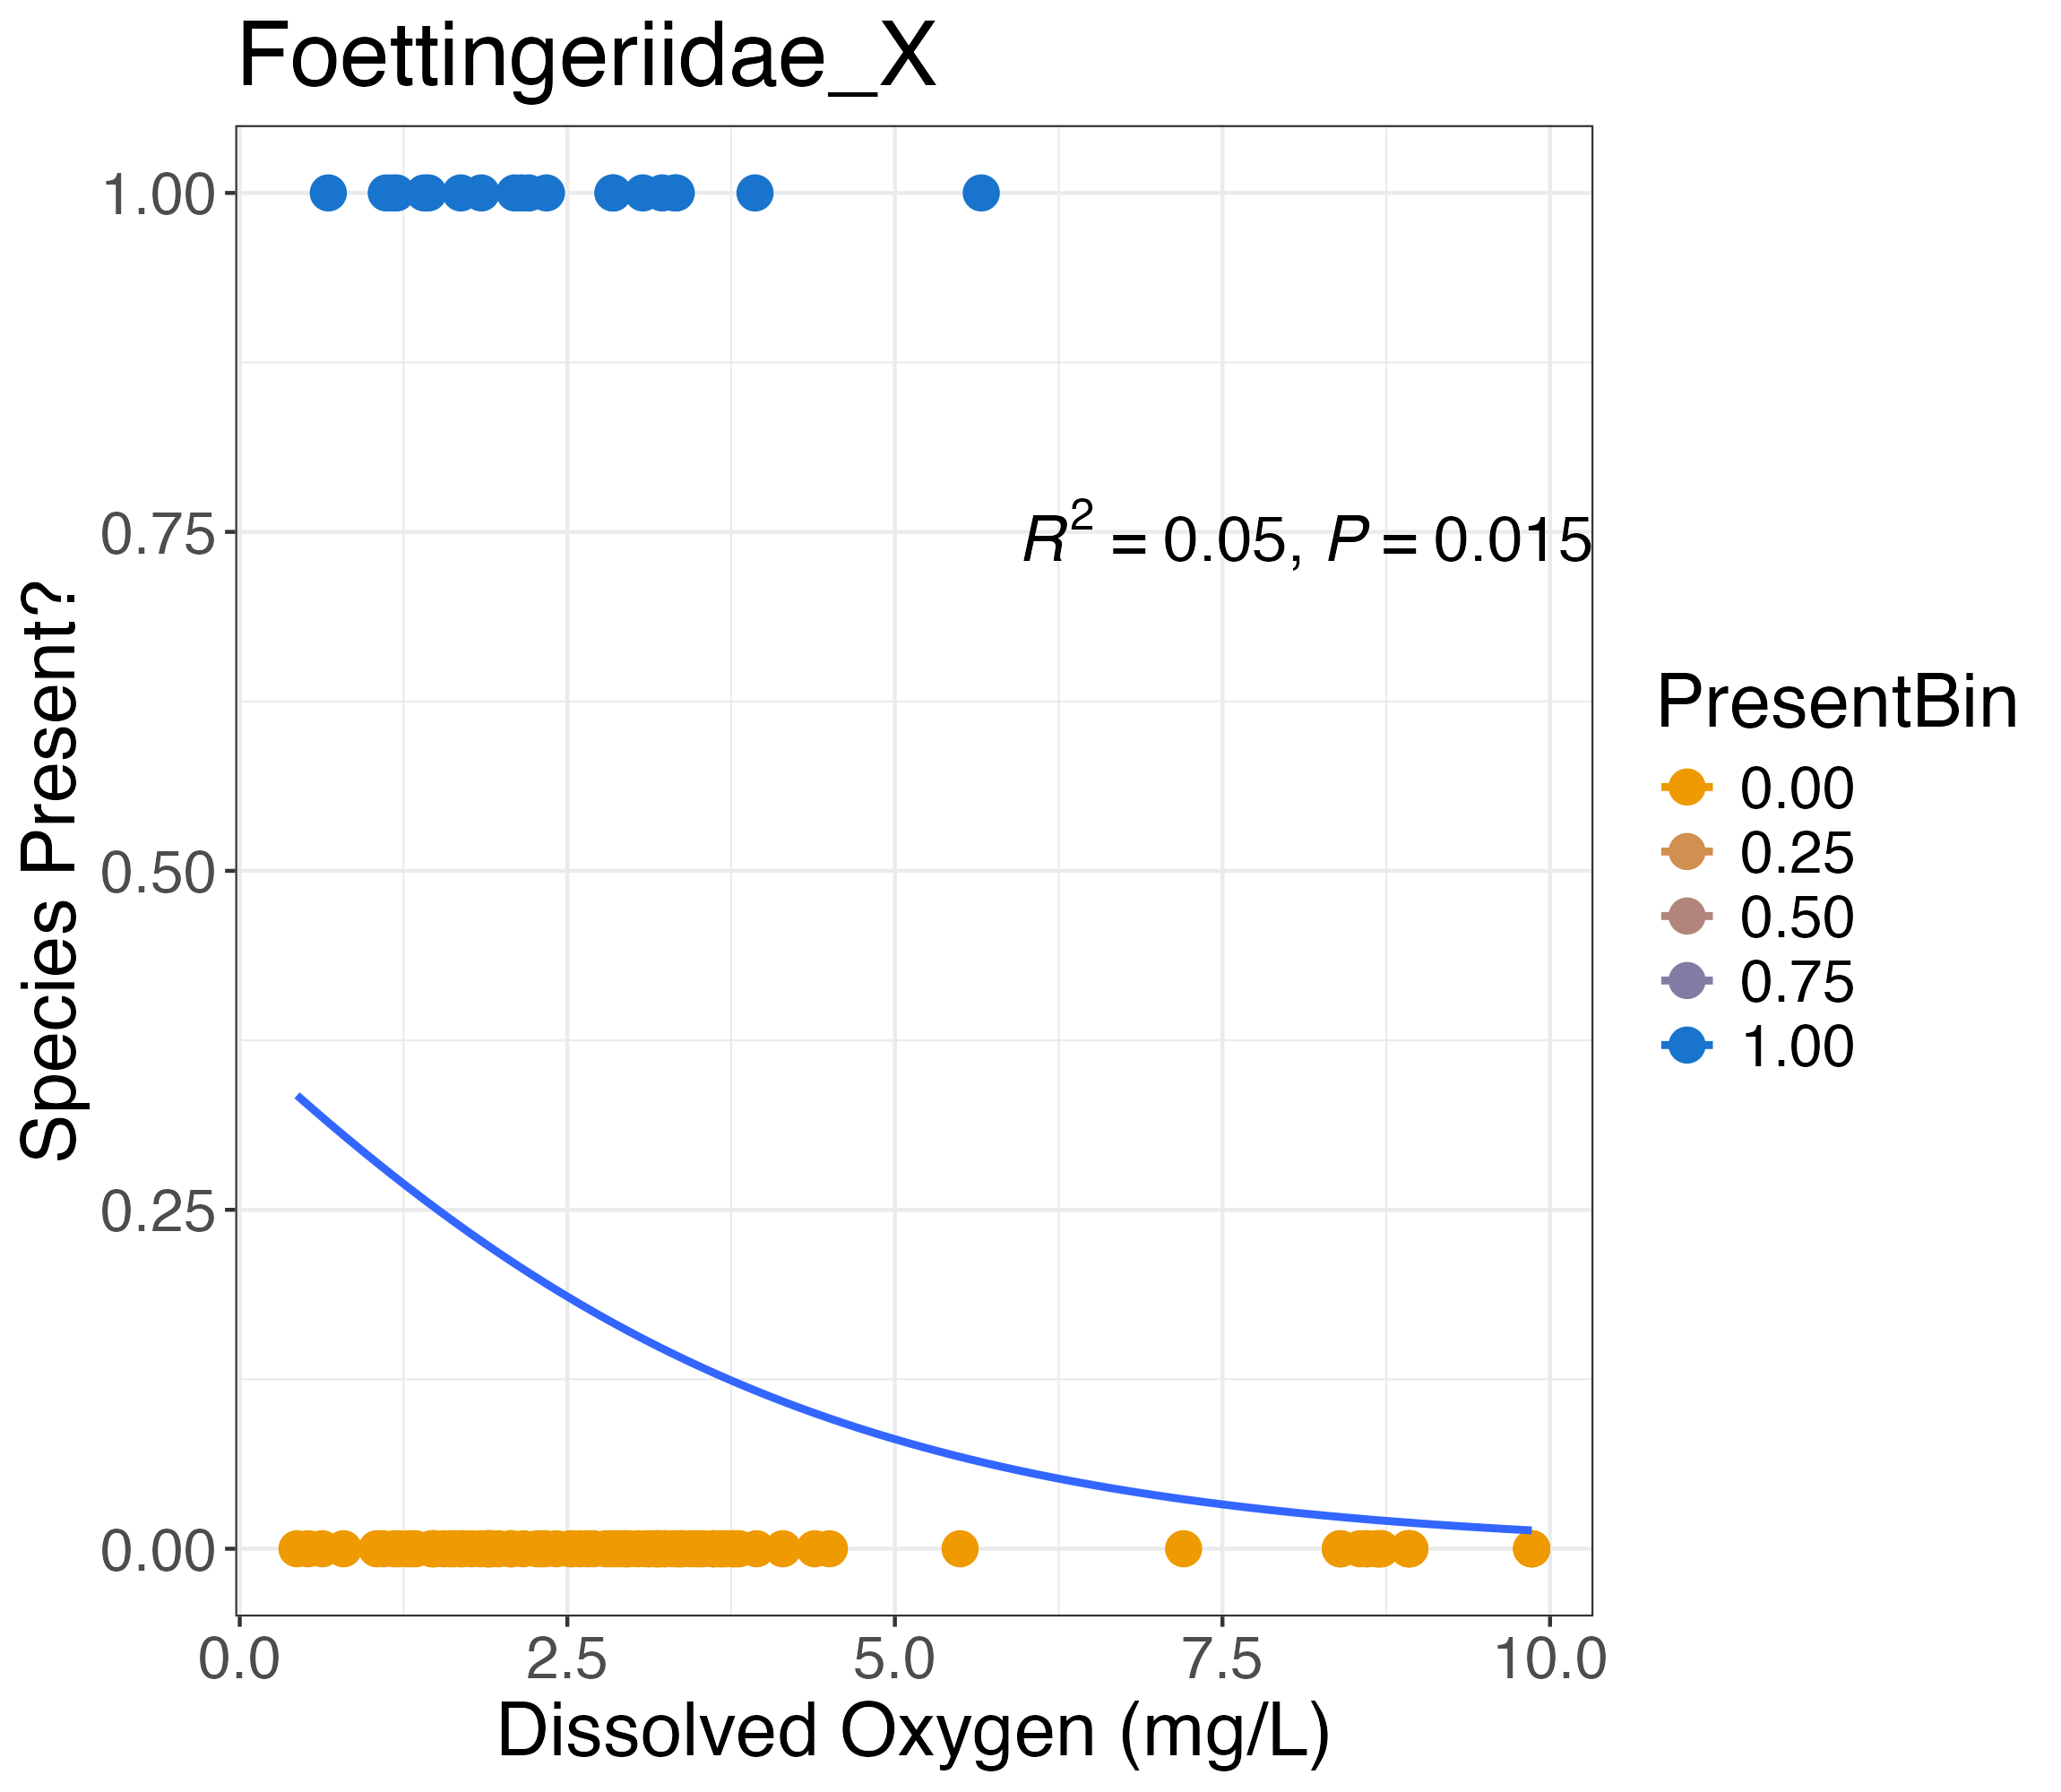 Foettingeriidae_X
Species Present?
1.00
0.75
0.50
0.25
0.00
R² = 0.05, P = 0.015
0.0 2.5 5.0 7.5 10.0
Dissolved Oxygen (mg/L)
PresentBin
0.00
0.25
0.50
0.75
1.00